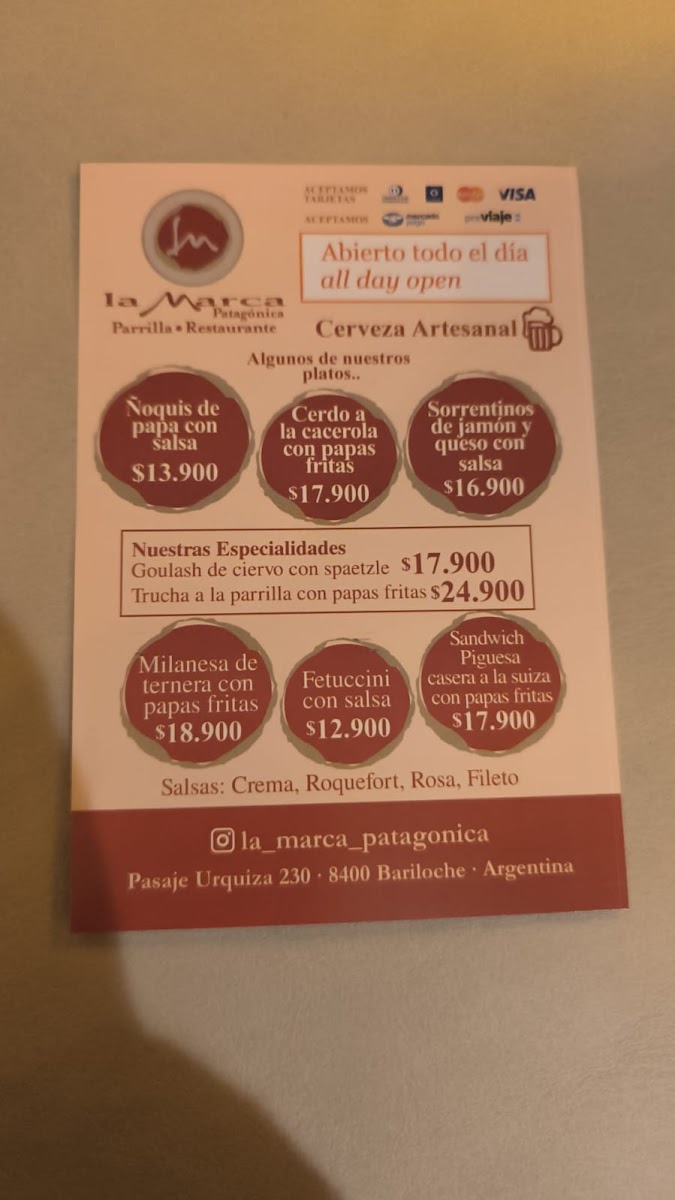 ACEPTAMOS
TARJETAS
VISA
ACEPTAMOS
mercado
pago
previaje
Abierto todo el día
all day open
la Marca
Patagónica
Parrilla • Restaurante
Cerveza Artesanal
Algunos de nuestros
platos..
Ñoquis de
papa con
salsa
$13.900
Cerdo a
la cacerola
con papas
fritas
$17.900
Sorrentinos
de jamón y
queso con
salsa
$16.900
Nuestras Especialidades
Goulash de ciervo con spaetzle $17.900
Trucha a la parrilla con papas fritas $24.900
Milanesa de
ternera con
papas fritas
$18.900
Fetuccini
con salsa
$12.900
Sandwich
Piguesa
casera a la suiza
con papas fritas
$17.900
Salsas: Crema, Roquefort, Rosa, Fileto
la_marca_patagonica
Pasaje Urquiza 230 · 8400 Bariloche · Argentina